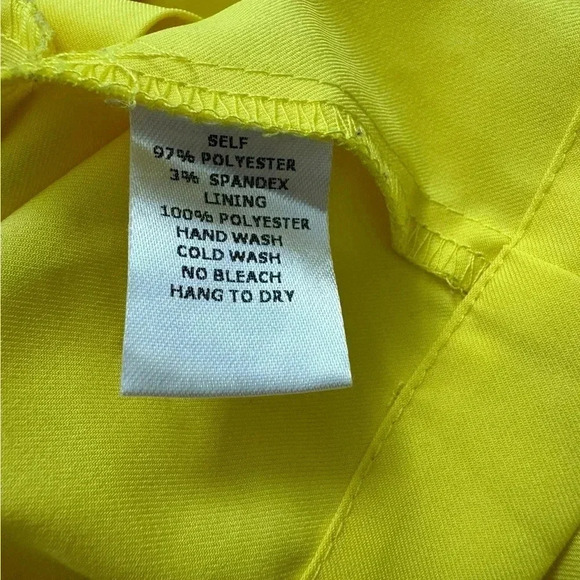 SELF
97% POLYESTER
3% SPANDEX
LINING
100% POLYESTER
HAND WASH
COLD WASH
NO BLEACH
HANG TO DRY